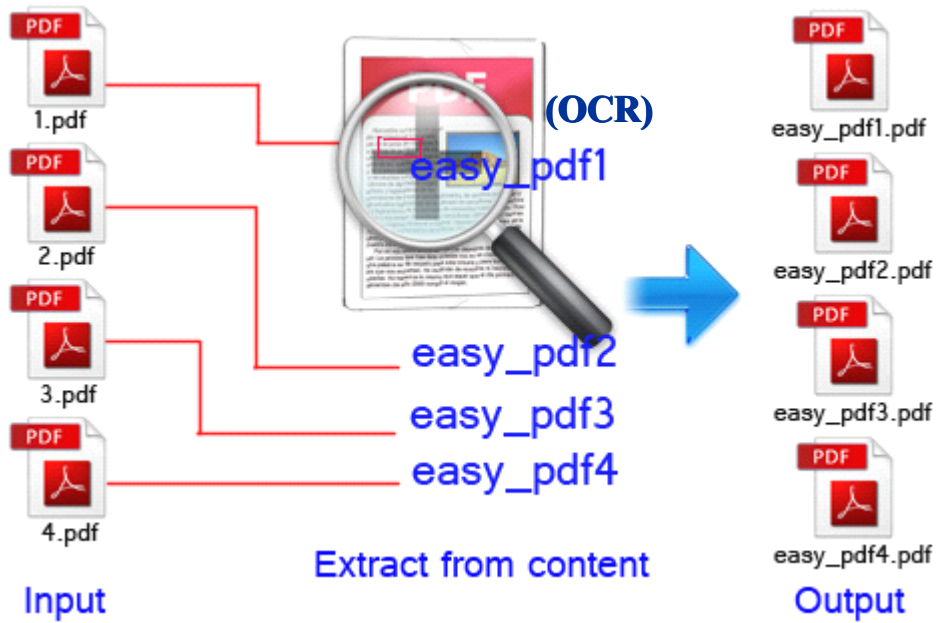 PDF
1.pdf
PDF
2.pdf
PDF
3.pdf
PDF
4.pdf
Input
PDF
(OCR)
easy_pdf1
easy_pdf2
easy_pdf3
easy_pdf4
Extract from content
PDF
easy_pdf1.pdf
PDF
easy_pdf2.pdf
PDF
easy_pdf3.pdf
PDF
easy_pdf4.pdf
Output